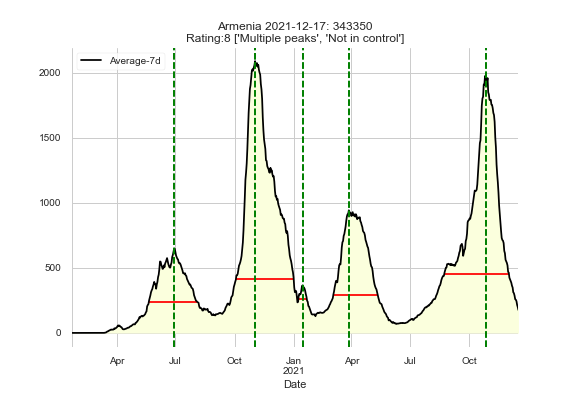 Armenia 2021-12-17: 343350
Rating:8 ['Multiple peaks', 'Not in control']
Average-7d
2000
1500
1000
500
0
Apr Jul Oct Jan Apr Jul Oct
2021
Date